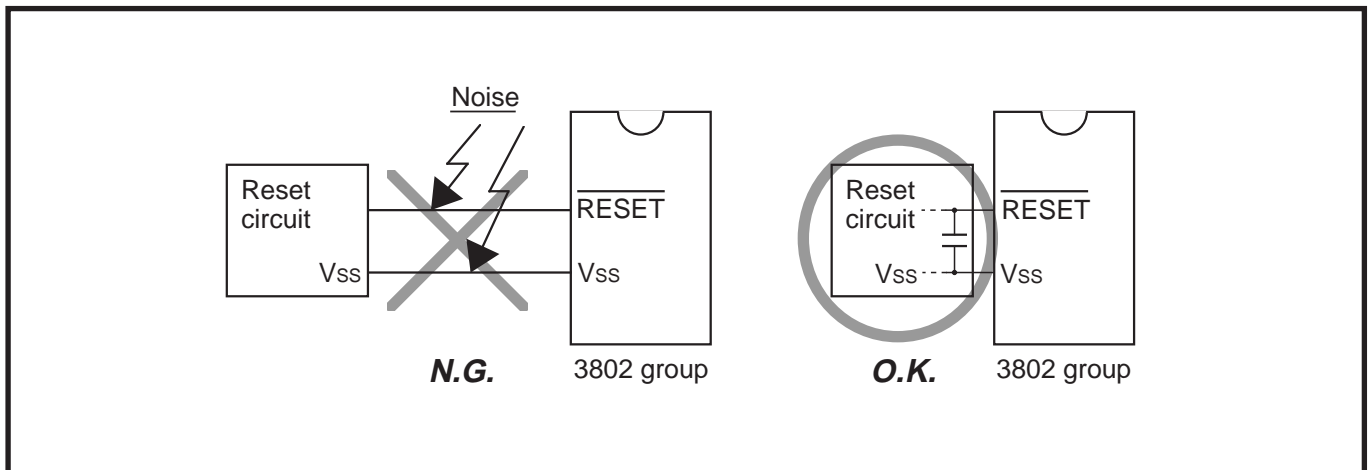 Noise
Reset
circuit
RESET
Vss
Vss
N.G.
3802 group
Reset
circuit
RESET
Vss
Vss
O.K.
3802 group